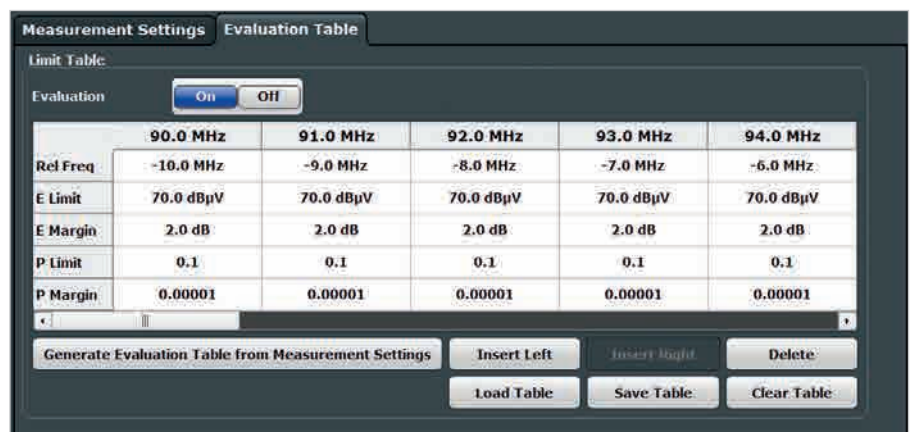 Measurement Settings Evaluation Table
Limit Table
Evaluation On Off
90.0 MHz 91.0 MHz 92.0 MHz 93.0 MHz 94.0 MHz
Rel Freq -10.0 MHz -9.0 MHz -8.0 MHz -7.0 MHz -6.0 MHz
E Limit 70.0 dBµV 70.0 dBµV 70.0 dBµV 70.0 dBµV 70.0 dBµV
E Margin 2.0 dB 2.0 dB 2.0 dB 2.0 dB 2.0 dB
P Limit 0.1 0.1 0.1 0.1 0.1
P Margin 0.00001 0.00001 0.00001 0.00001 0.00001
Generate Evaluation Table from Measurement Settings Insert Left Insert Right Delete
Load Table Save Table Clear Table